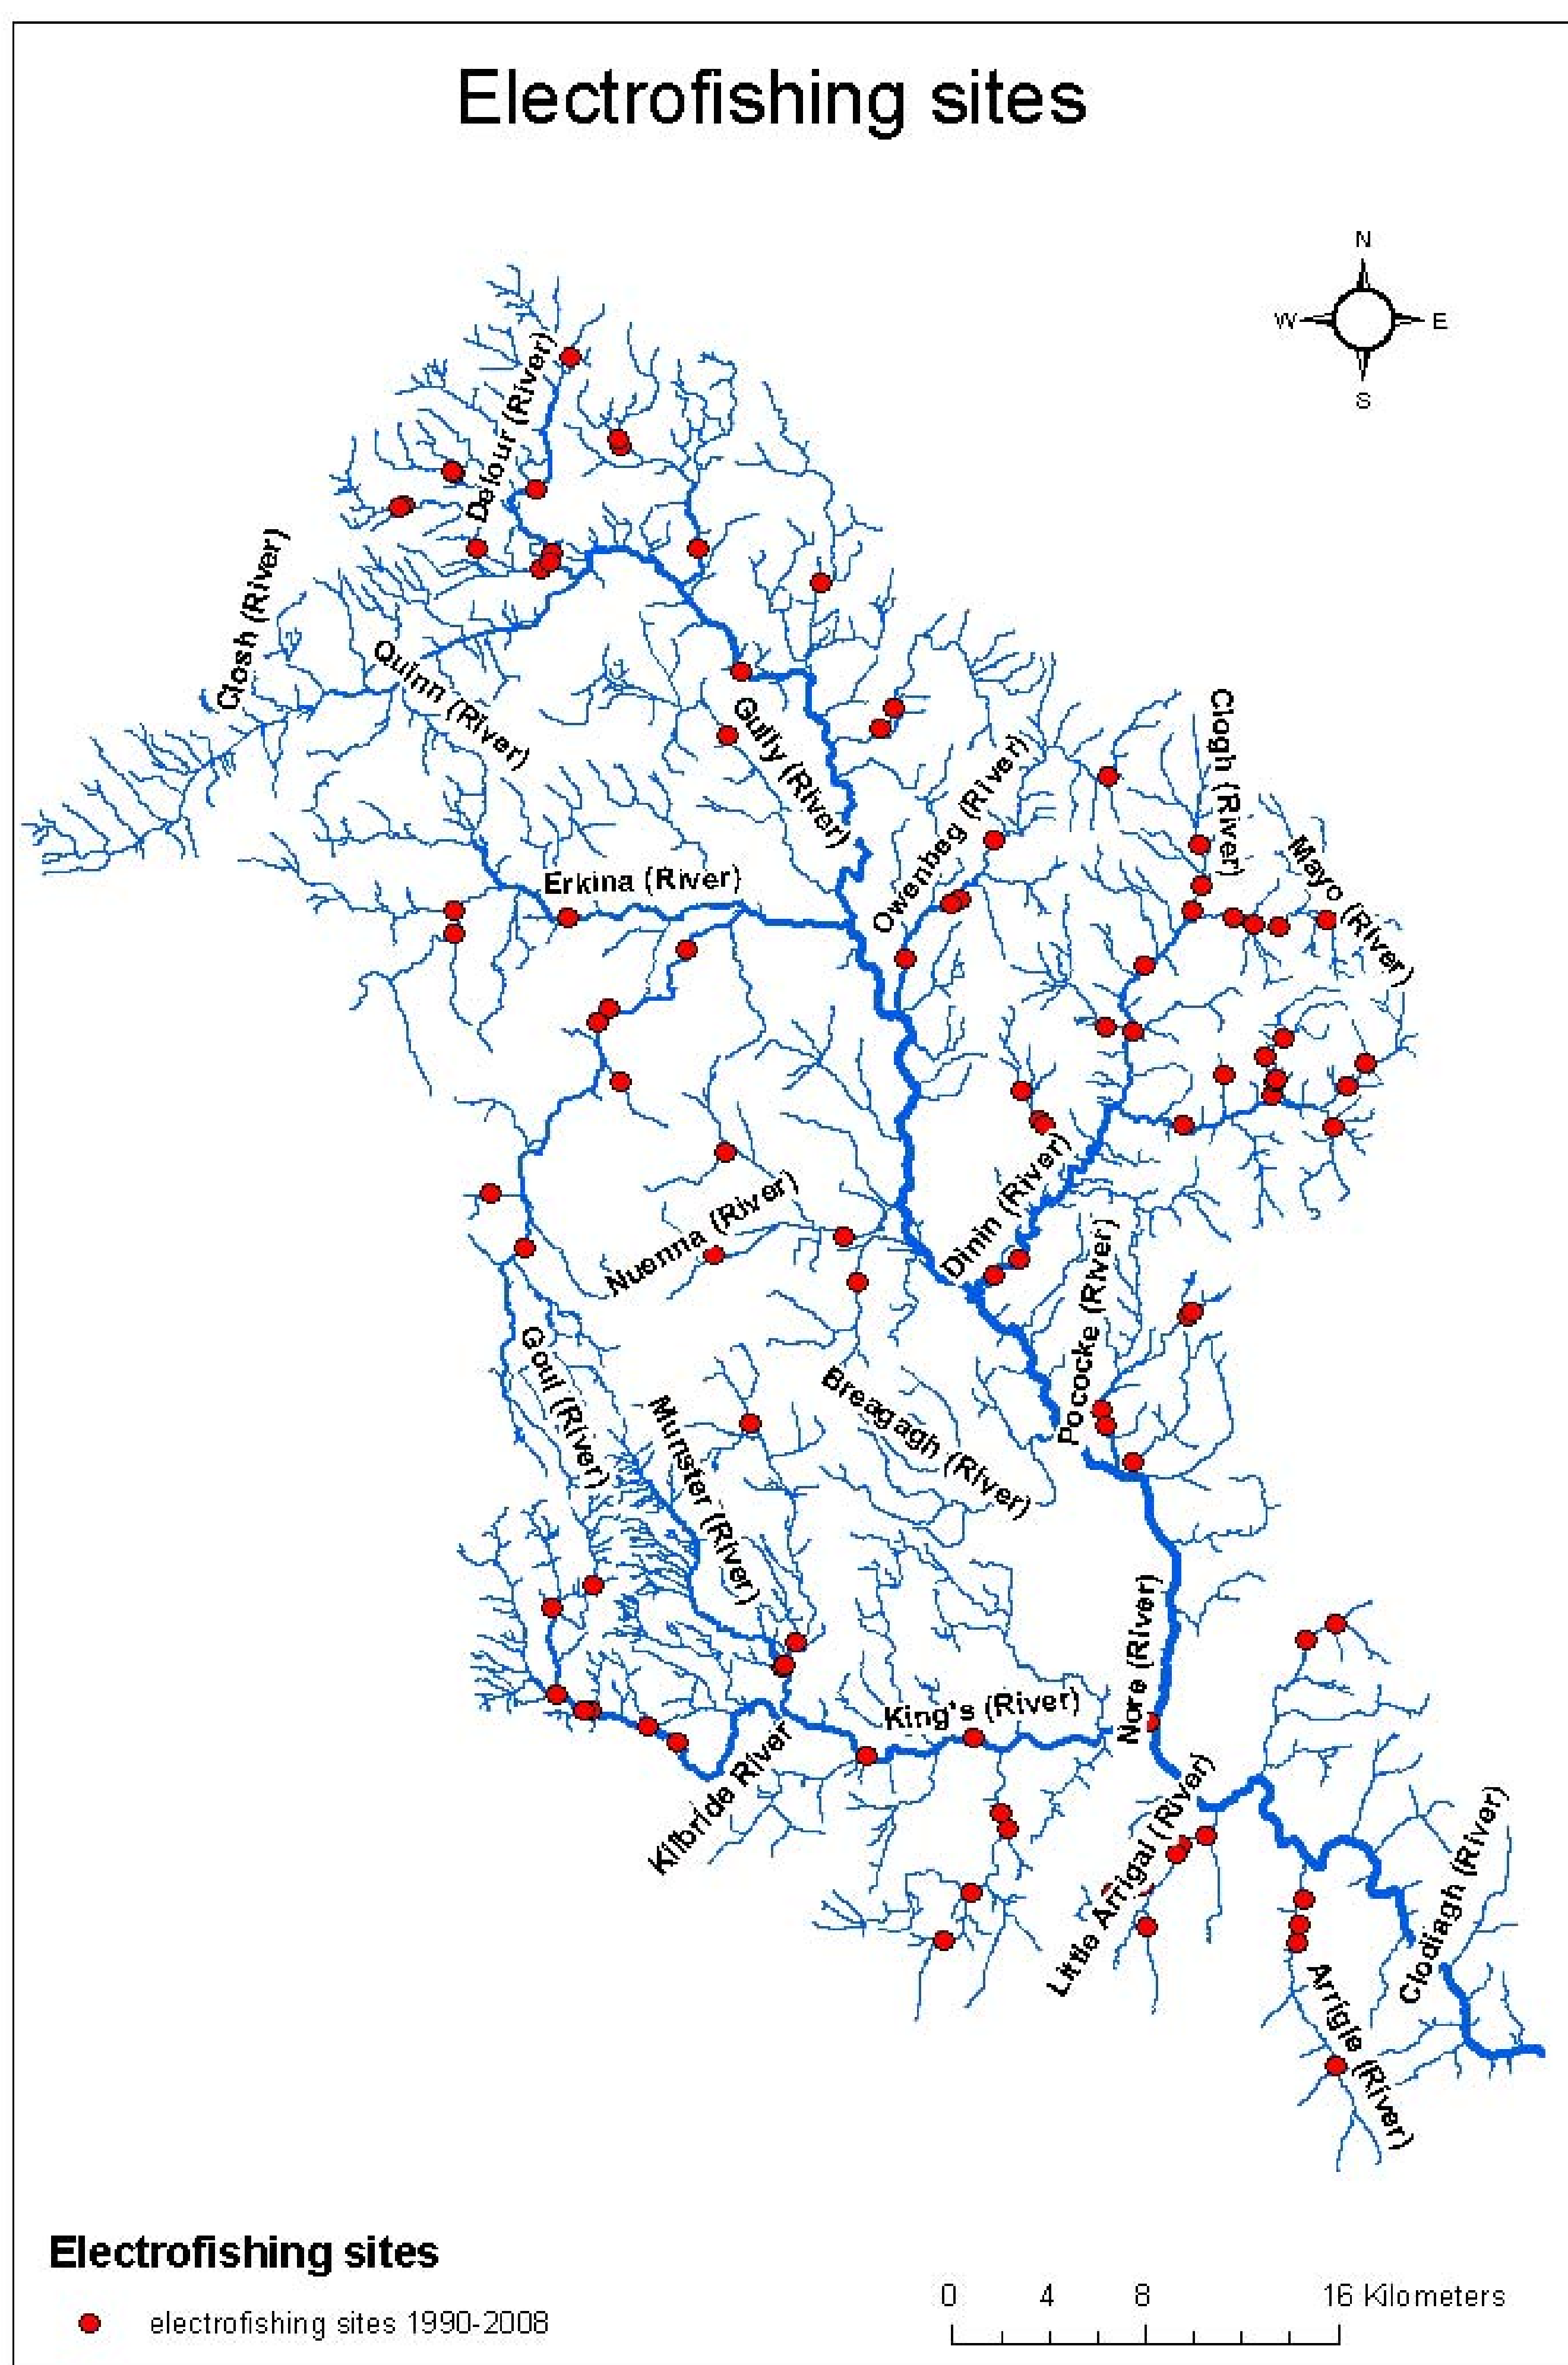 Electrofishing sites
N
W
E
S
Delour (River)
Closh (River)
Quinn (River)
Gully (River)
Clogh (River)
Owenbeg (River)
Mayo (River)
Erkina (River)
Dinin (River)
Nuenna (River)
Pococke (River)
Goul (River)
Munster (River)
Breagagh (River)
Nore (River)
King's (River)
Kilbride River
Little Arrigal (River)
Clodiagh (River)
Arrigle (River)
Electrofishing sites
electrofishing sites 1990-2008
0 4 8 16 Kilometers